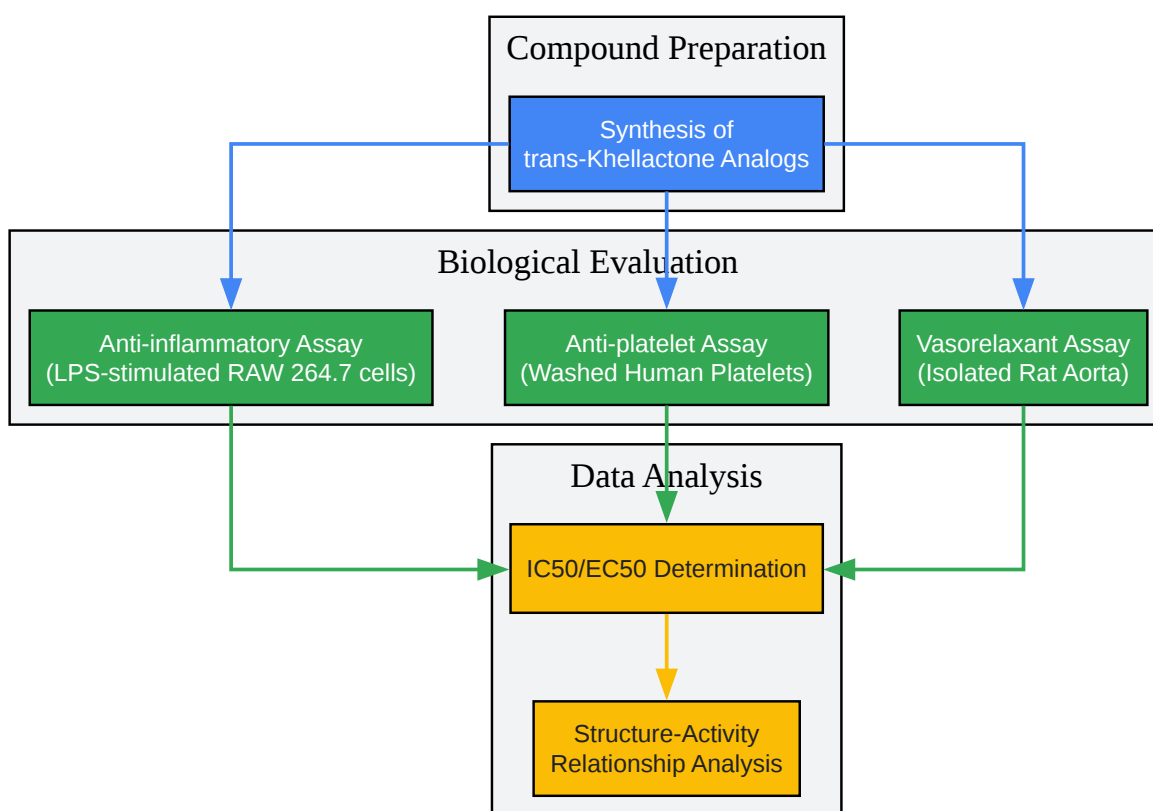 Compound Preparation
Synthesis of
trans-Khellactone Analogs
Biological Evaluation
Anti-inflammatory Assay
(LPS-stimulated RAW 264.7 cells)
Anti-platelet Assay
(Washed Human Platelets)
Vasorelaxant Assay
(Isolated Rat Aorta)
Data Analysis
IC50/EC50 Determination
Structure-Activity
Relationship Analysis